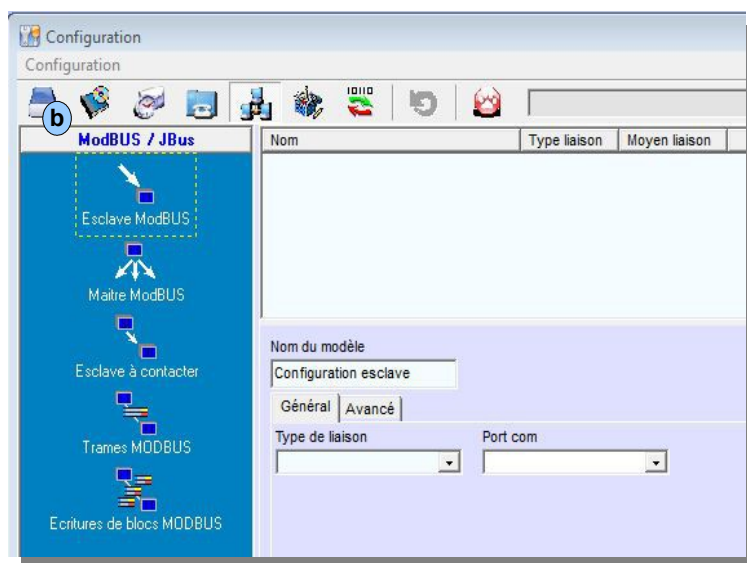 Configuration
Configuration
10110
b
ModBUS / JBus
Nom Type liaison Moyen liaison
Esclave ModBUS
Maitre ModBUS
Esclave à contacter
Trames MODBUS
Ecritures de blocs MODBUS
Nom du modèle
Configuration esclave
Général Avancé
Type de liaison Port com